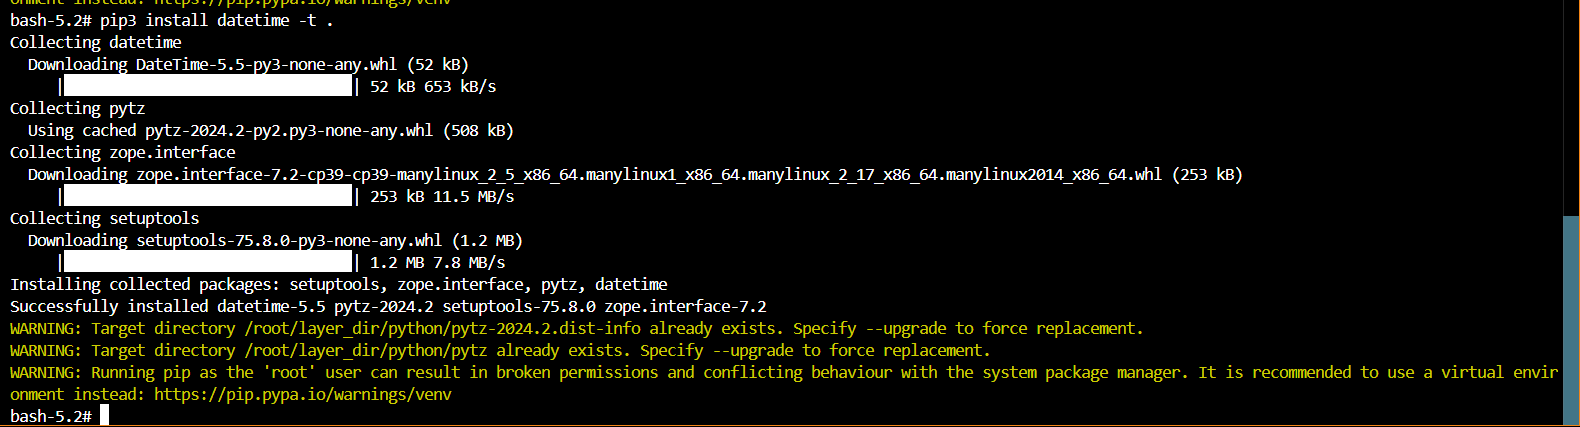 onment instead: https://pip.pypa.io/warnings/venv
bash-5.2# pip3 install datetime -t .
Collecting datetime
  Downloading DateTime-5.5-py3-none-any.whl (52 kB)
     |████████████████████████████████| 52 kB 653 kB/s
Collecting pytz
  Using cached pytz-2024.2-py2.py3-none-any.whl (508 kB)
Collecting zope.interface
  Downloading zope.interface-7.2-cp39-cp39-manylinux_2_5_x86_64.manylinux1_x86_64.manylinux_2_17_x86_64.manylinux2014_x86_64.whl (253 kB)
     |████████████████████████████████| 253 kB 11.5 MB/s
Collecting setuptools
  Downloading setuptools-75.8.0-py3-none-any.whl (1.2 MB)
     |████████████████████████████████| 1.2 MB 7.8 MB/s
Installing collected packages: setuptools, zope.interface, pytz, datetime
Successfully installed datetime-5.5 pytz-2024.2 setuptools-75.8.0 zope.interface-7.2
WARNING: Target directory /root/layer_dir/python/pytz-2024.2.dist-info already exists. Specify --upgrade to force replacement.
WARNING: Target directory /root/layer_dir/python/pytz already exists. Specify --upgrade to force replacement.
WARNING: Running pip as the 'root' user can result in broken permissions and conflicting behaviour with the system package manager. It is recommended to use a virtual envir
onment instead: https://pip.pypa.io/warnings/venv
bash-5.2#